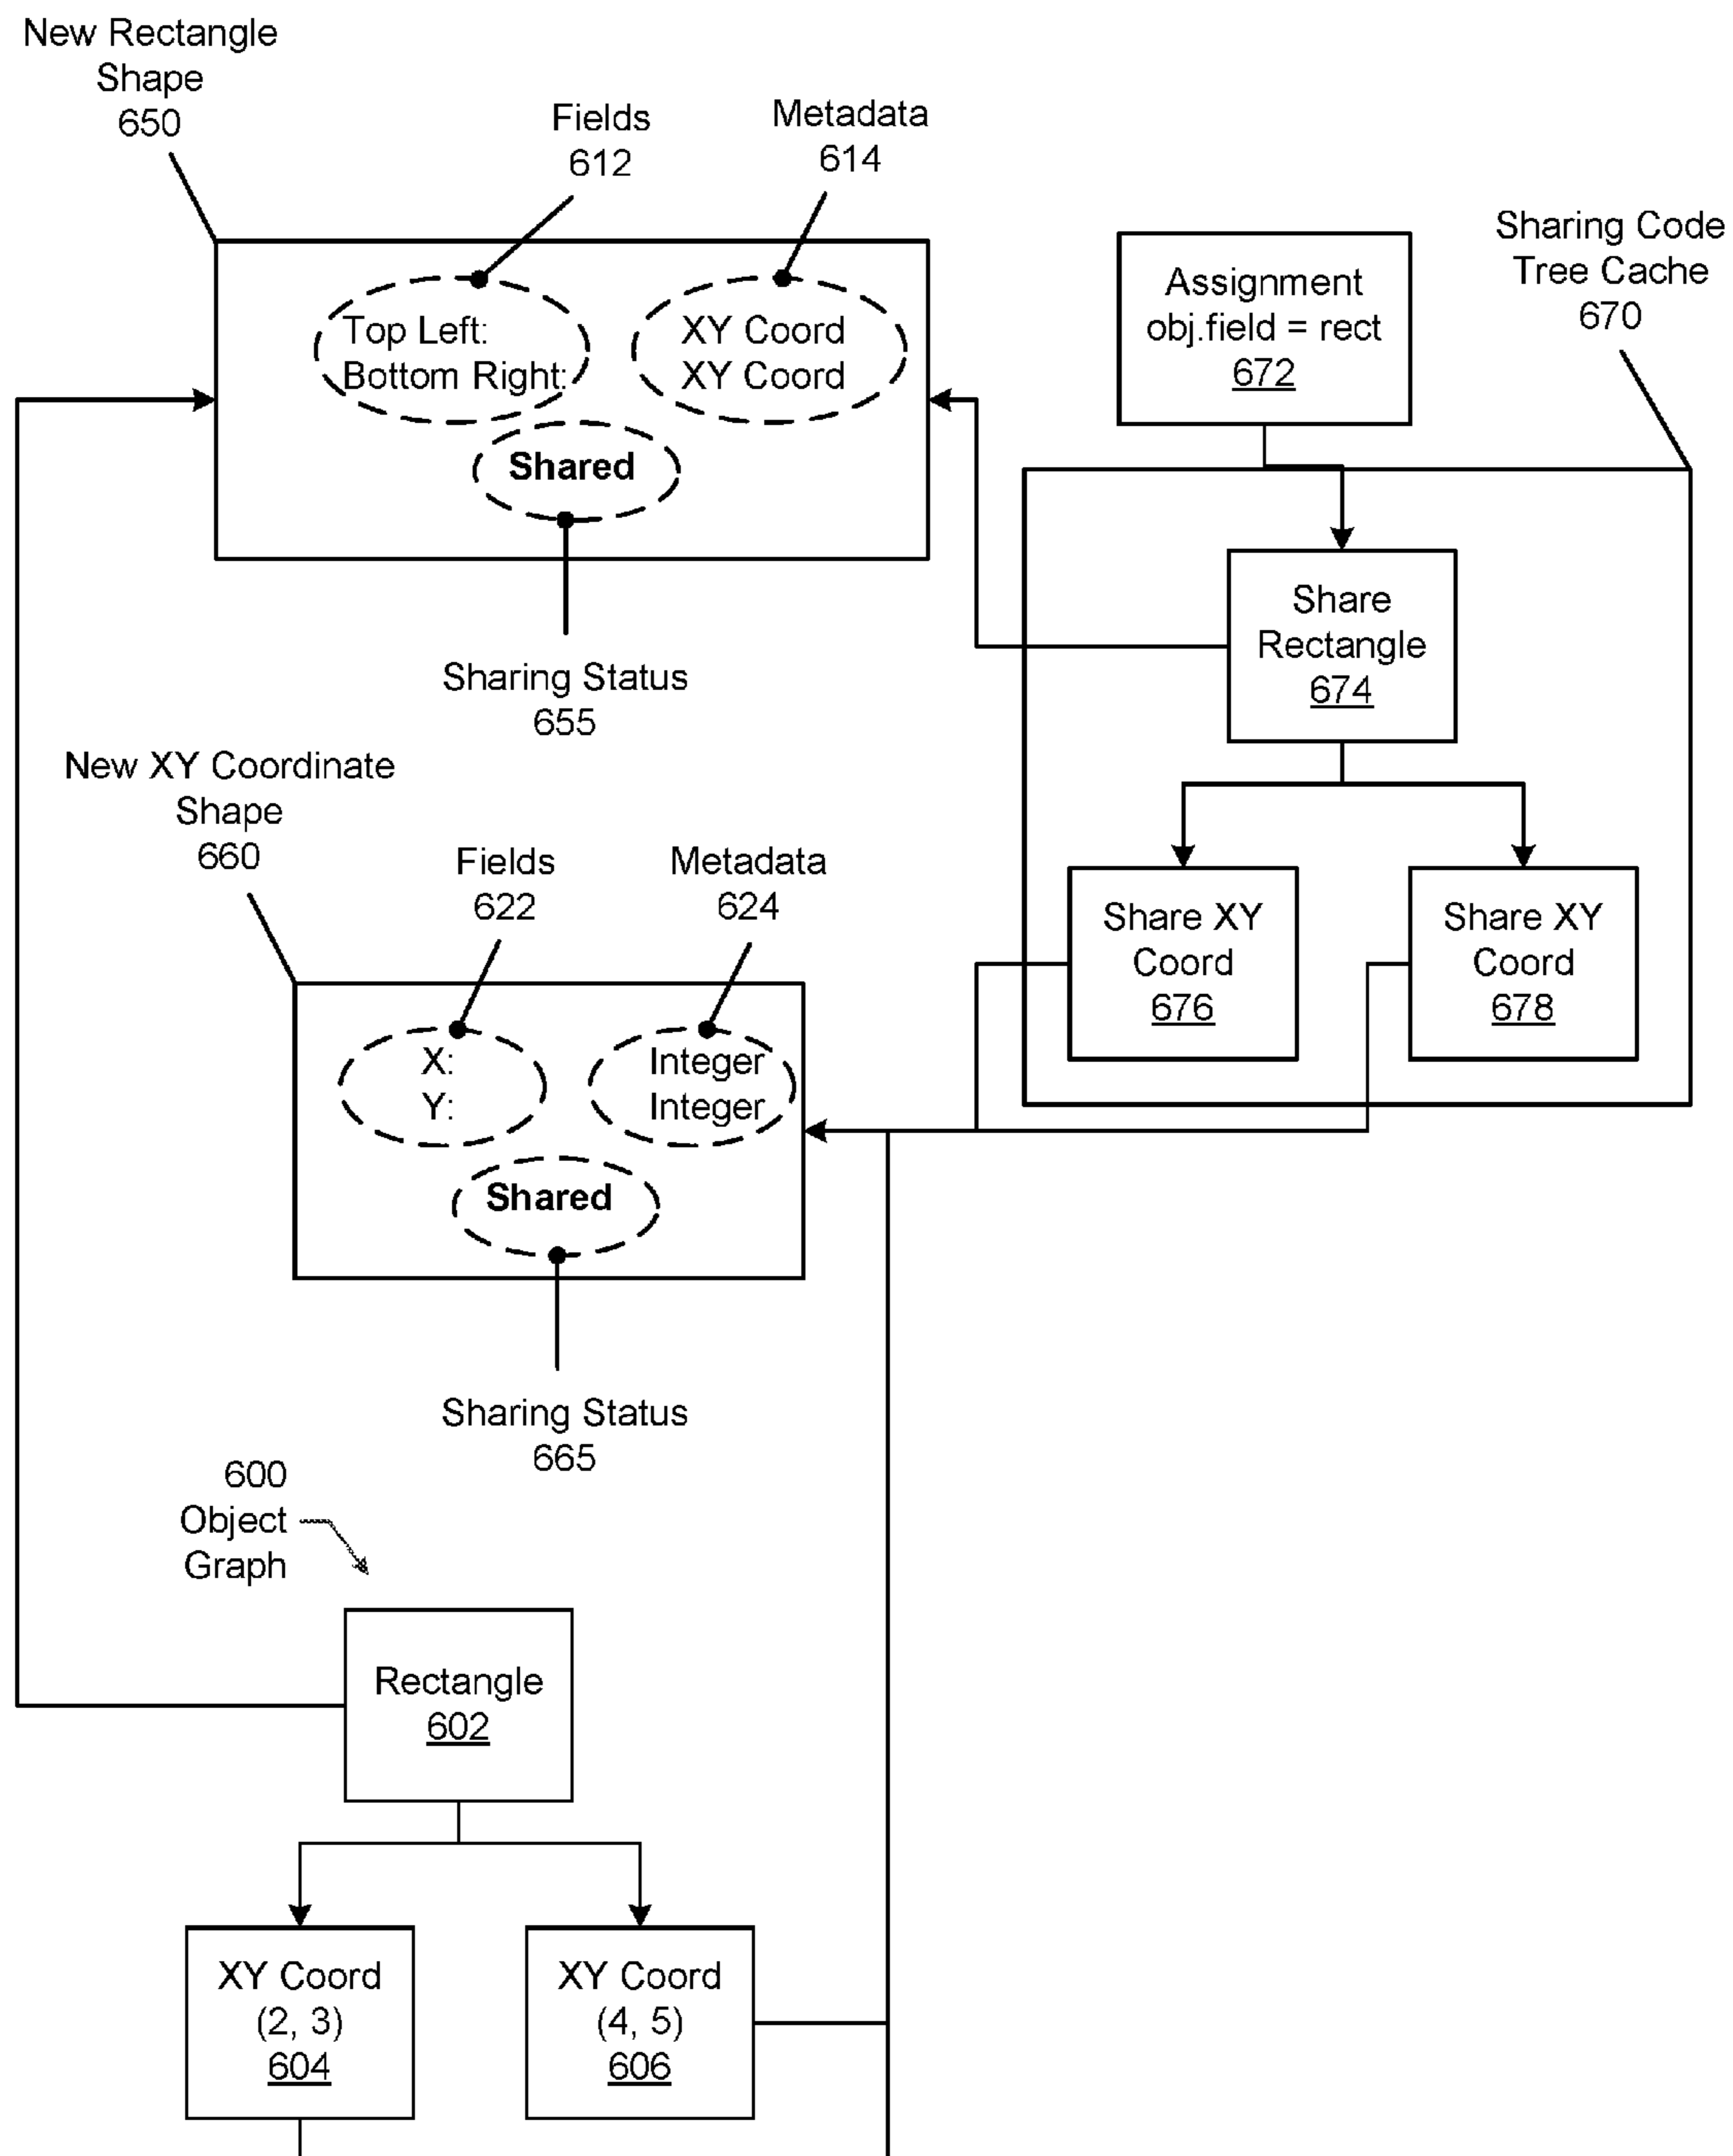 New Rectangle
Shape
650
Fields
612
Metadata
614
Top Left:
Bottom Right:
XY Coord
XY Coord
Shared
Sharing Status
655
Assignment
obj.field = rect
672
Sharing Code
Tree Cache
670
Share
Rectangle
674
Share XY
Coord
676
Share XY
Coord
678
New XY Coordinate
Shape
660
Fields
622
Metadata
624
X:
Y:
Integer
Integer
Shared
Sharing Status
665
600
Object
Graph
Rectangle
602
XY Coord
(2, 3)
604
XY Coord
(4, 5)
606